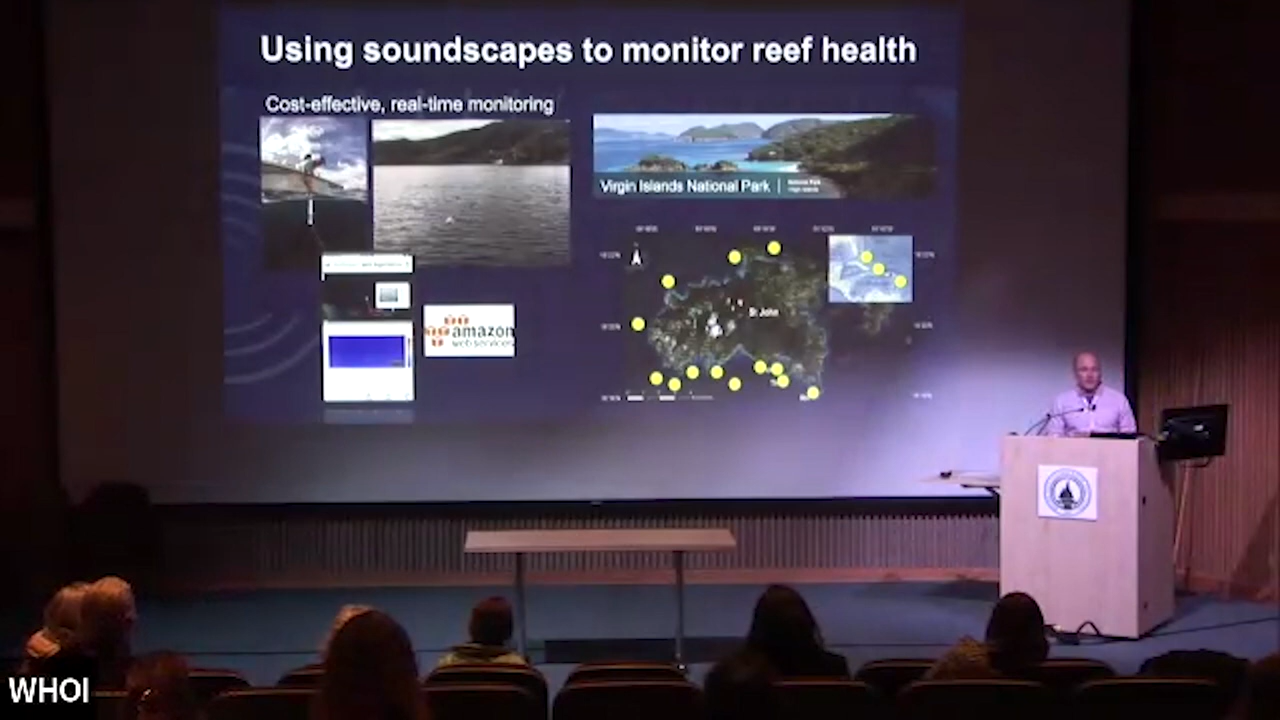 Using soundscapes to monitor reef health
Cost-effective, real-time monitoring
Virgin Islands National Park
St John
amazon
web services
WHOI